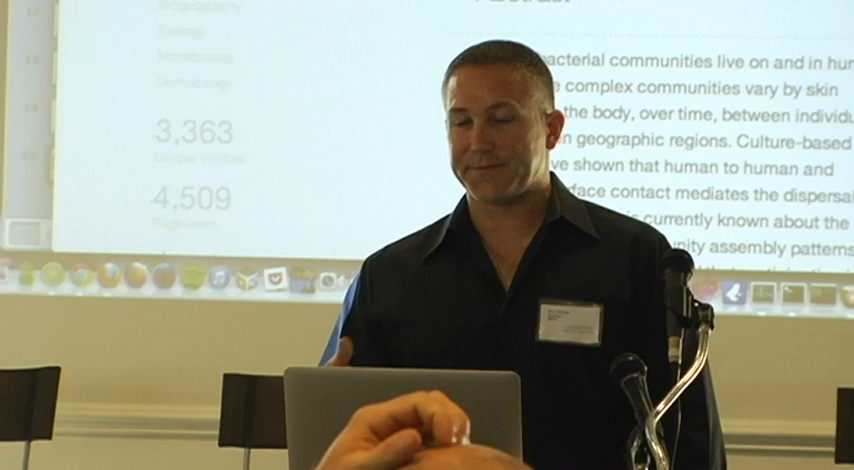 17
18
19
20
Biogeography
Ecology
Microbiology
Dermatology
3,363
Unique visitors
4,509
Pageviews
Abstract
bacterial communities live on and in hum
complex communities vary by skin
the body, over time, between individu
geographic regions. Culture-based
ve shown that human to human and
face contact mediates the dispersal
is currently known about the
unity assembly patterns